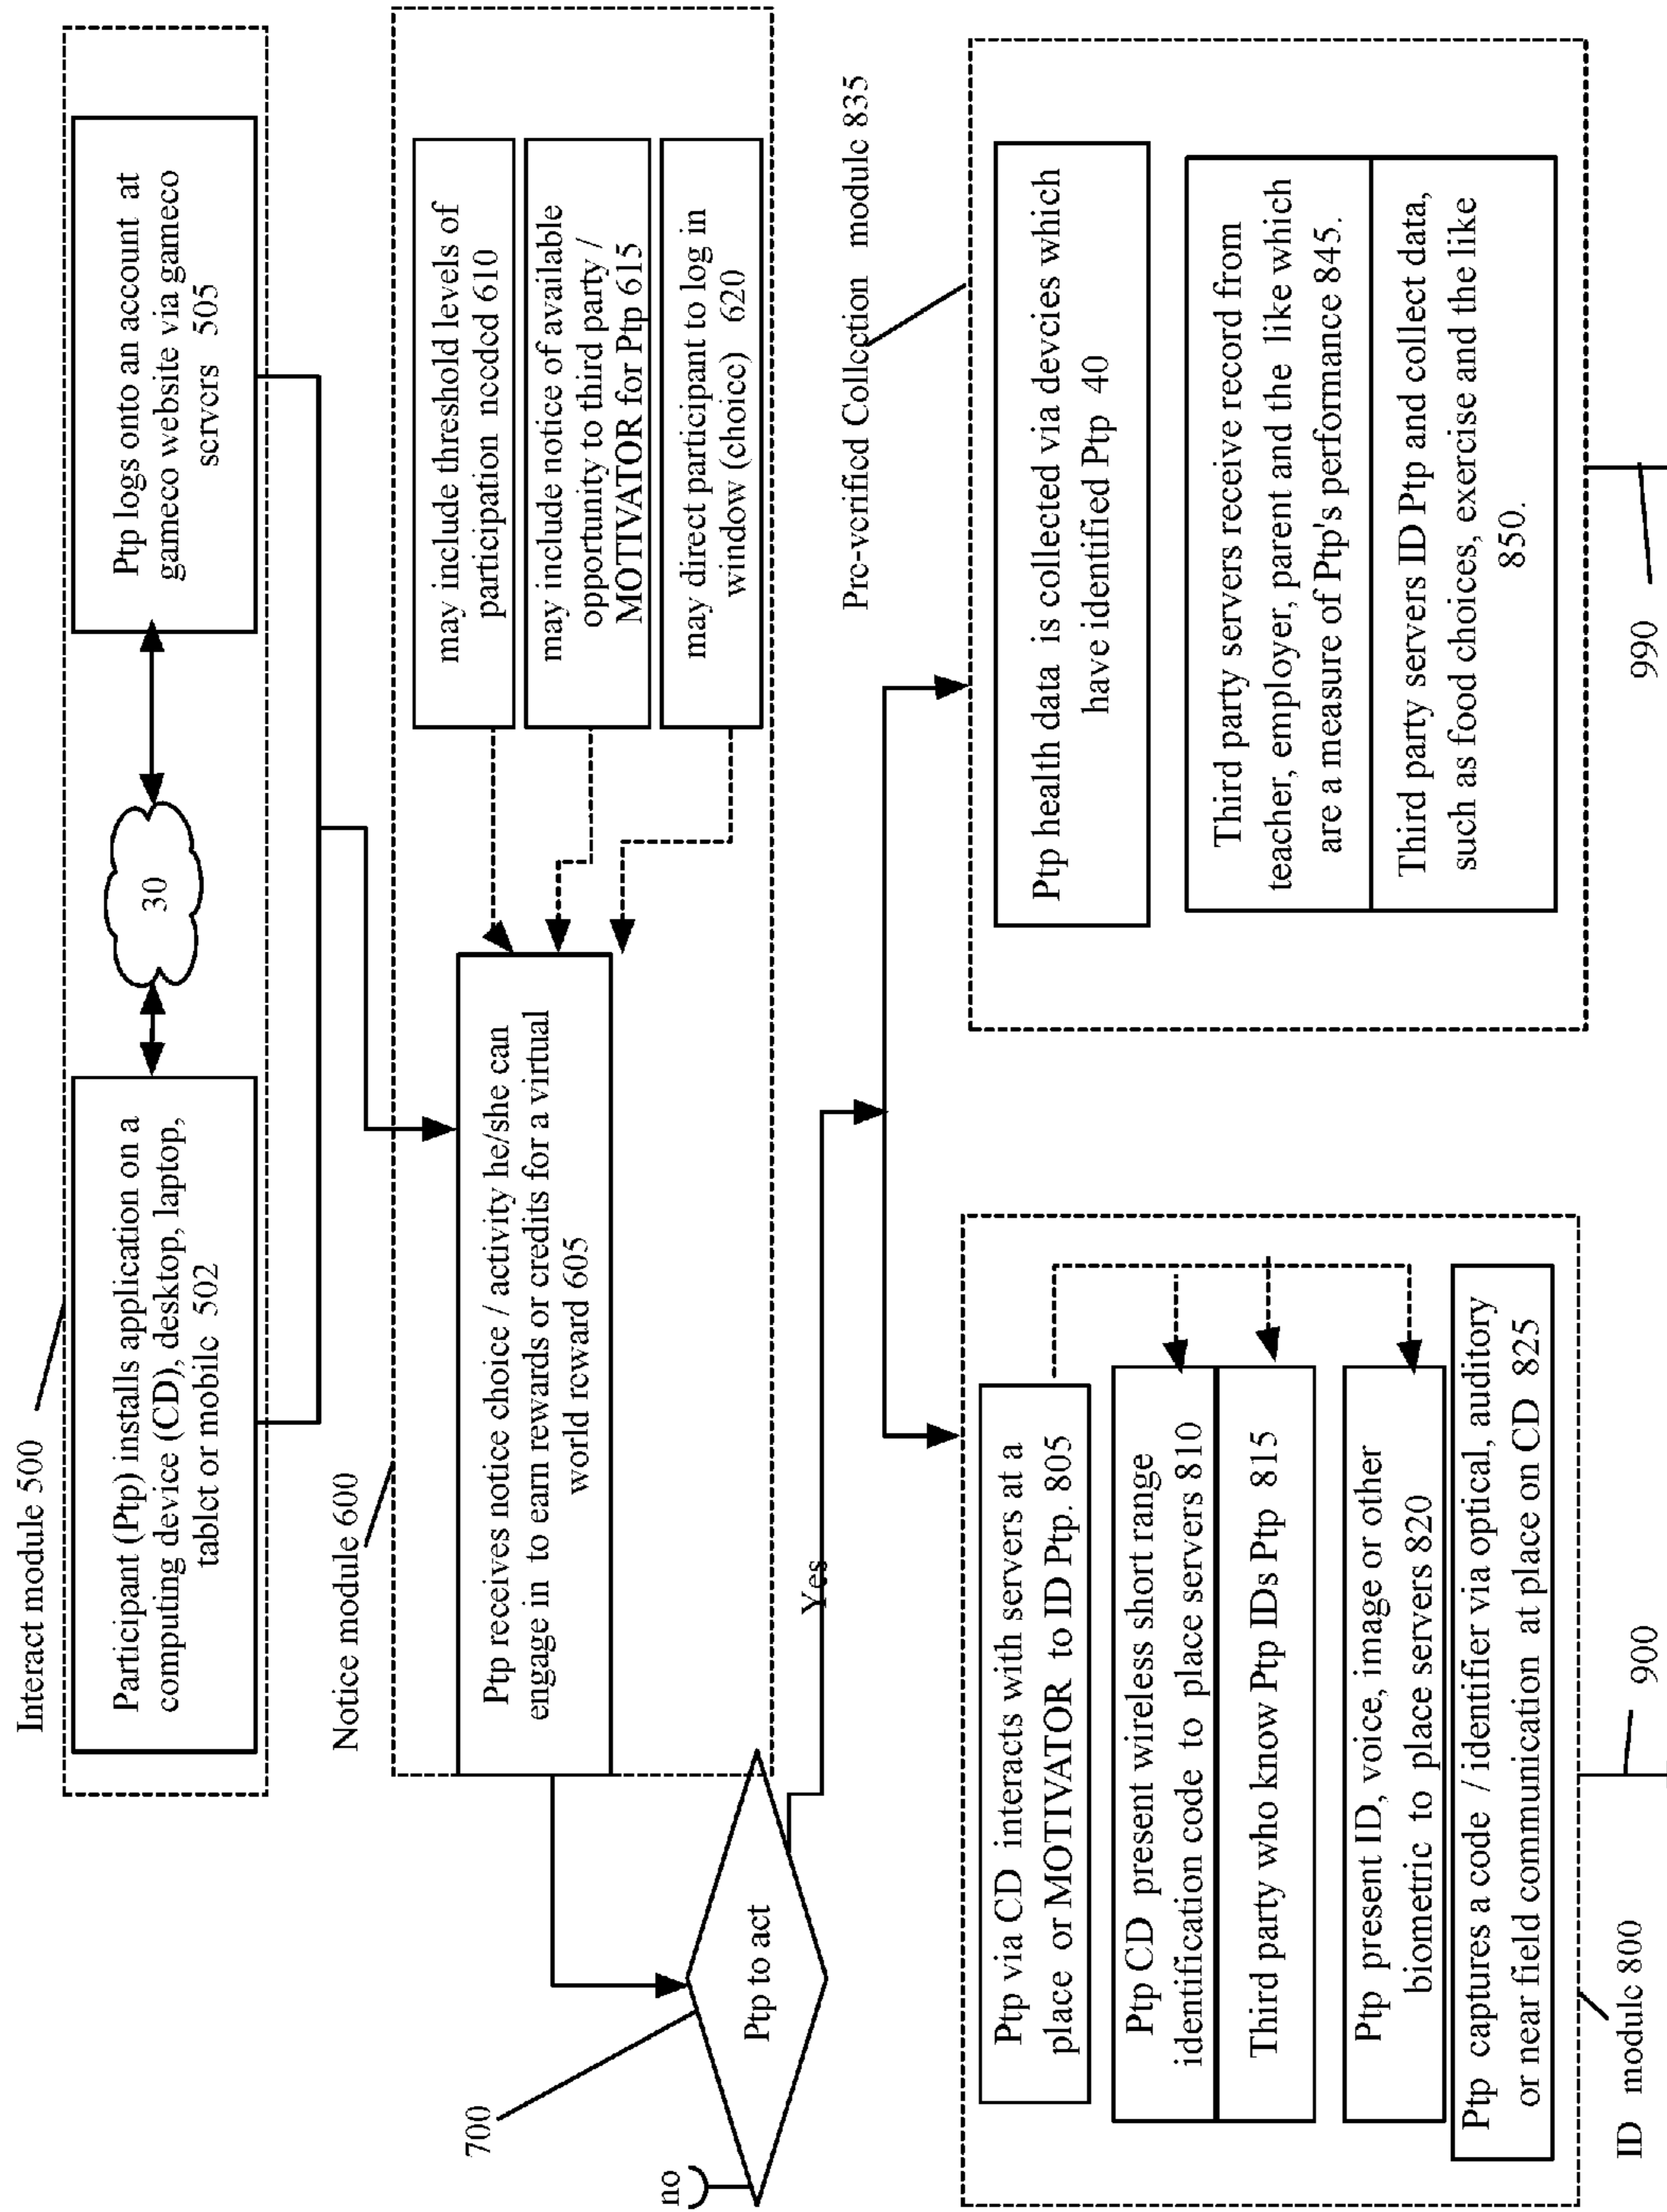 Interact module 500
Participant (Ptp) installs application on a
computing device (CD), desktop, laptop,
tablet or mobile 502
30
Ptp logs onto an account at
gameco website via gameco
servers 505
Notice module 600
Ptp receives notice choice / activity he/she can
engage in to earn rewards or credits for a virtual
world reward 605
may include threshold levels of
participation needed 610
may include notice of available
opportunity to third party /
MOTIVATOR for Ptp 615
may direct participant to log in
window (choice) 620
700
no
Ptp to act
Yes
Ptp via CD interacts with servers at a
place or MOTIVATOR to ID Ptp. 805
Ptp CD present wireless short range
identification code to place servers 810
Third party who know Ptp IDs Ptp 815
Ptp present ID, voice, image or other
biometric to place servers 820
Ptp captures a code / identifier via optical, auditory
or near field communication at place on CD 825
ID module 800
900
Pre-verified Collection module 835
Ptp health data is collected via devcies which
have identified Ptp 40
Third party servers receive record from
teacher, employer, parent and the like which
are a measure of Ptp's performance 845.
Third party servers ID Ptp and collect data,
such as food choices, exercise and the like
850.
990